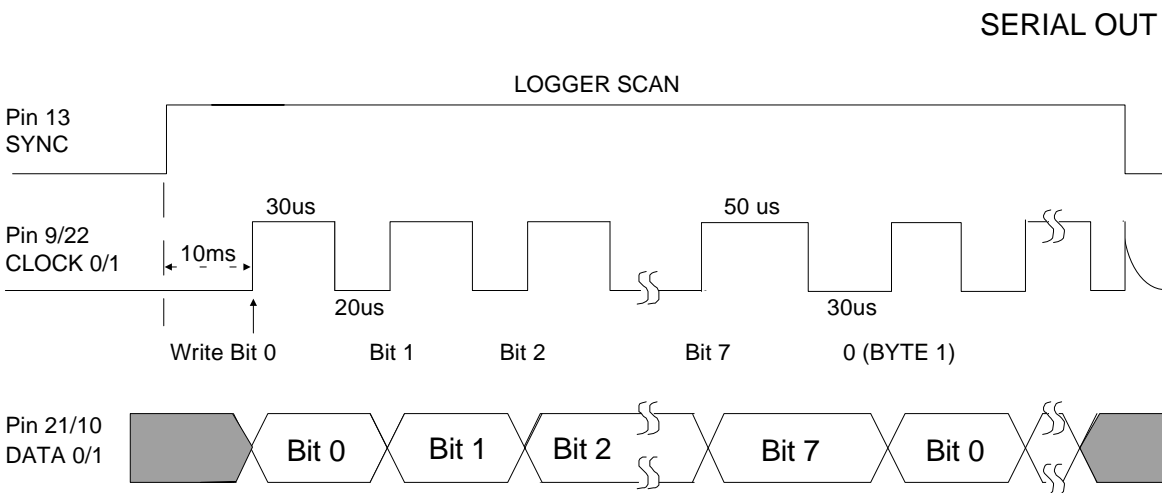 SERIAL OUT
LOGGER SCAN
Pin 13
SYNC
30us
50 us
Pin 9/22
CLOCK 0/1
10ms
20us
30us
Write Bit 0
Bit 1
Bit 2
Bit 7
0 (BYTE 1)
Pin 21/10
DATA 0/1
Bit 0
Bit 1
Bit 2
Bit 7
Bit 0